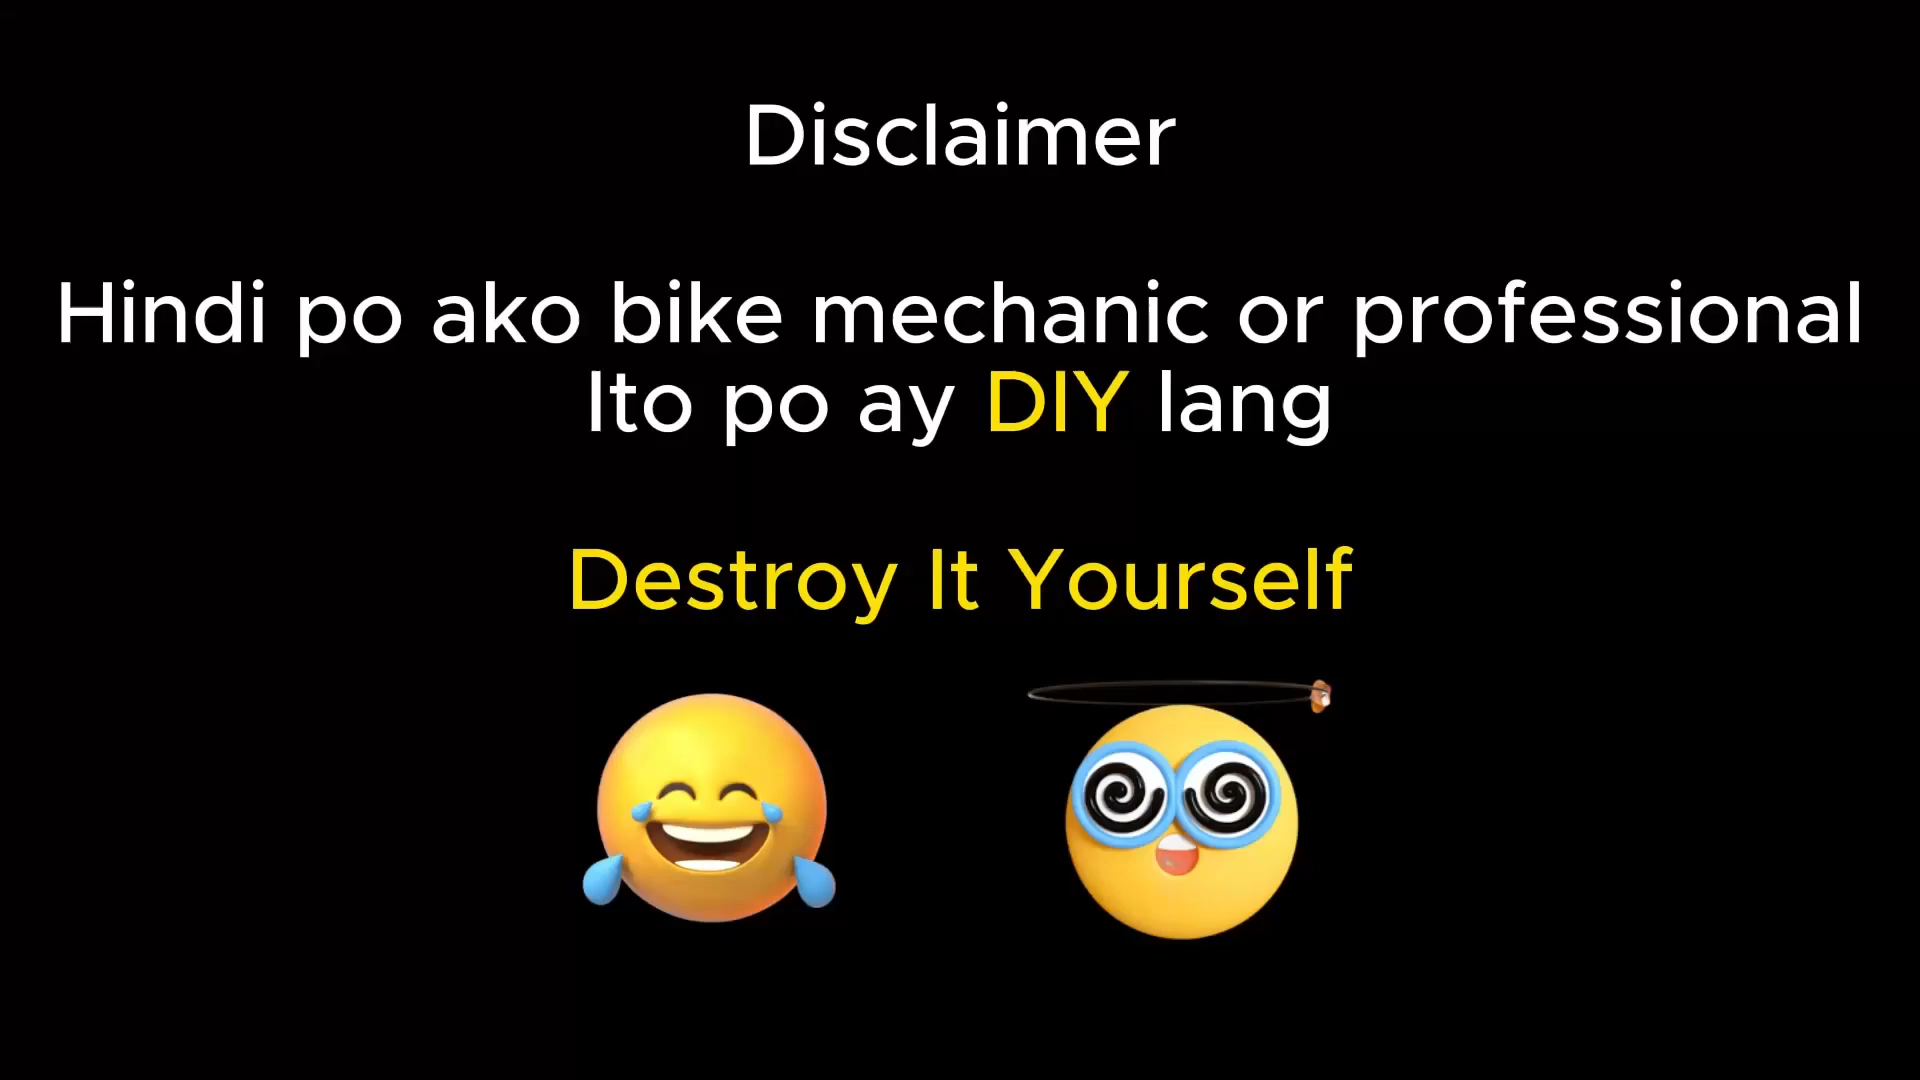 Disclaimer
Hindi po ako bike mechanic or professional
Ito po ay DIY lang
Destroy It Yourself